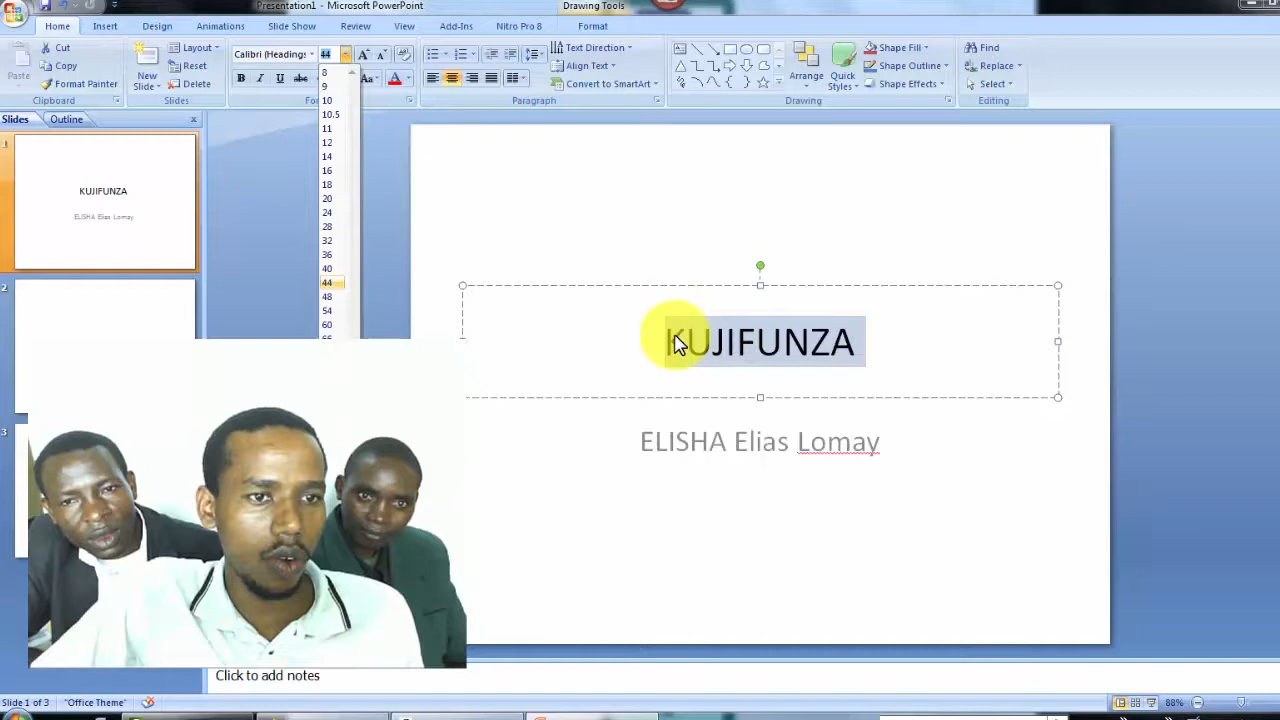 Presentation1 - Microsoft PowerPoint
Drawing Tools
Home
Insert
Design
Animations
Slide Show
Review
View
Add-Ins
Nitro Pro 8
Format
Paste
Cut
Copy
Format Painter
Clipboard
New
Slide
Layout
Reset
Delete
Slides
Calibri (Headings
44
B I U abc
Aa
A
Paragraph
Text Direction
Align Text
Convert to SmartArt
Arrange
Quick
Styles
Shape Fill
Shape Outline
Shape Effects
Drawing
Find
Replace
Select
Editing
8
9
10
10.5
11
12
14
16
18
20
24
28
32
36
40
44
48
54
60
Slides
Outline
1
KUJIFUNZA
ELISHA Elias Lomay
2
3
KUJIFUNZA
ELISHA Elias Lomay
Click to add notes
Slide 1 of 3
"Office Theme"
88%